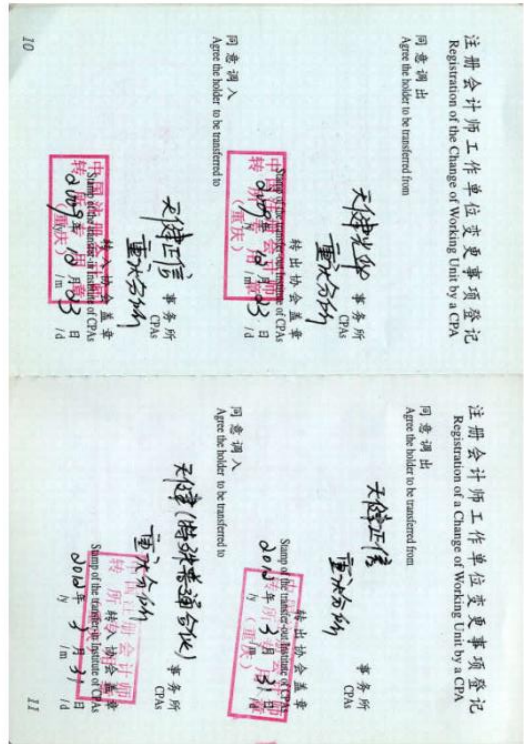 注册会计师工作单位变更事项登记
Registration of the Change of Working Unit by a CPA
同意调出
Agree the holder to be transferred from
天健光华 事务所
重庆分所 CPAs
转出协会盖章
Stamp of the transfer-out Institute of CPAs
2009年 12月 23日
/y /m /d
同意调入
Agree the holder to be transferred to
天健正信 事务所
重庆分所 CPAs
转入协会盖章
Stamp of the transfer-in Institute of CPAs
2009年 12月 23日
/y /m /d
10
注册会计师工作单位变更事项登记
Registration of a Change of Working Unit by a CPA
同意调出
Agree the holder to be transferred from
天健正信 事务所
重庆分所 CPAs
转出协会盖章
Stamp of the transfer-out Institute of CPAs
2012年 3月 31日
/y /m /d
同意调入
Agree the holder to be transferred to
天健(特殊普通合伙) 事务所
重庆分所 CPAs
转入协会盖章
Stamp of the transfer-in Institute of CPAs
2012年 3月 31日
/y /m /d
11